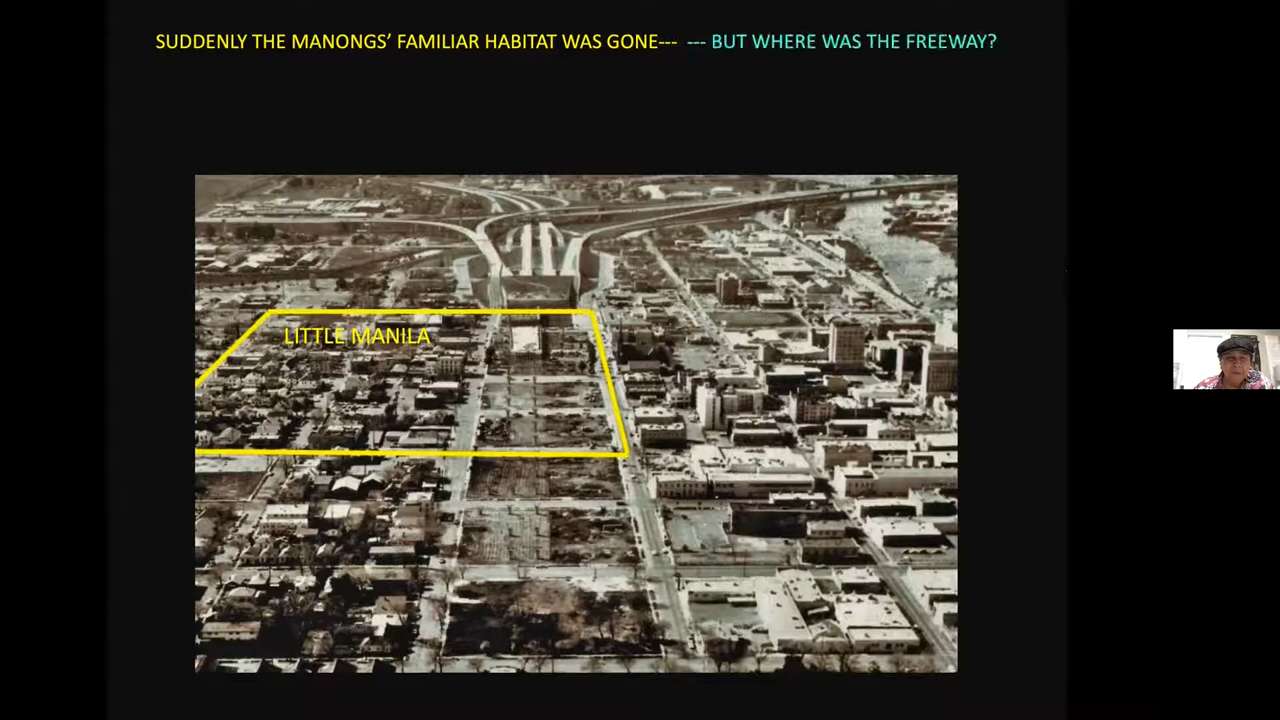 SUDDENLY THE MANONGS’ FAMILIAR HABITAT WAS GONE--- --- BUT WHERE WAS THE FREEWAY?
LITTLE MANILA